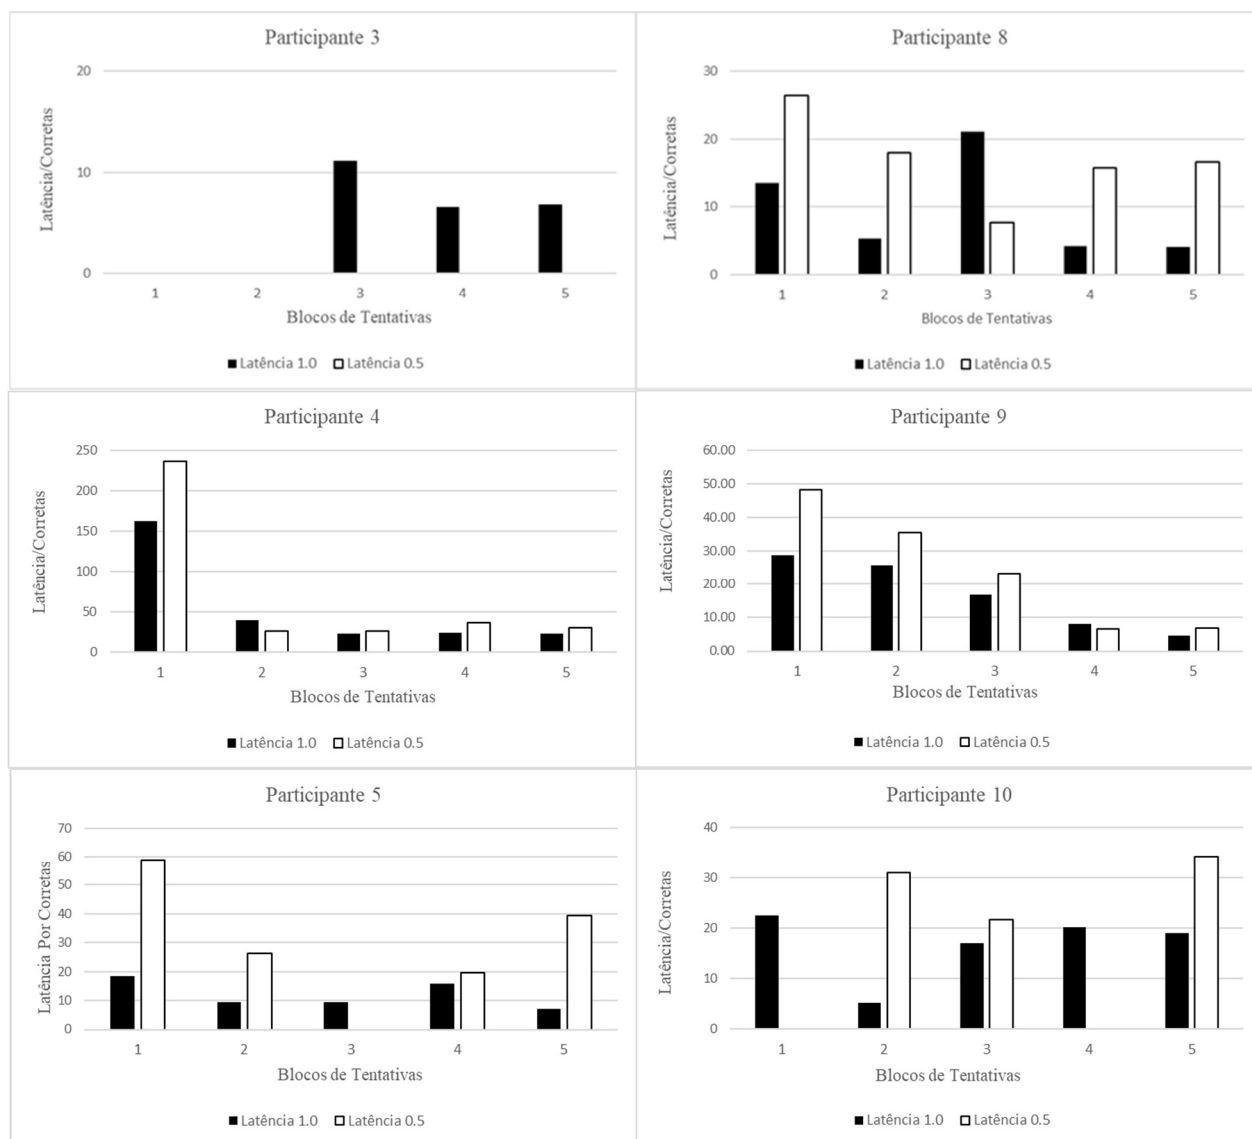 Participante 3
Latência/Corretas
20
10
0
1 2 3 4 5
Blocos de Tentativas
Latência 1.0 Latência 0.5
Participante 8
Latência/Corretas
30
20
10
0
1 2 3 4 5
Blocos de Tentativas
Latência 1.0 Latência 0.5
Participante 4
Latência/Corretas
250
200
150
100
50
0
1 2 3 4 5
Blocos de Tentativas
Latência 1.0 Latência 0.5
Participante 9
Latência/Corretas
60.00
50.00
40.00
30.00
20.00
10.00
0.00
1 2 3 4 5
Blocos de Tentativas
Latência 1.0 Latência 0.5
Participante 5
Latência Por Corretas
70
60
50
40
30
20
10
0
1 2 3 4 5
Blocos de Tentativas
Latência 1.0 Latência 0.5
Participante 10
Latência/Corretas
40
30
20
10
0
1 2 3 4 5
Blocos de Tentativas
Latência 1.0 Latência 0.5